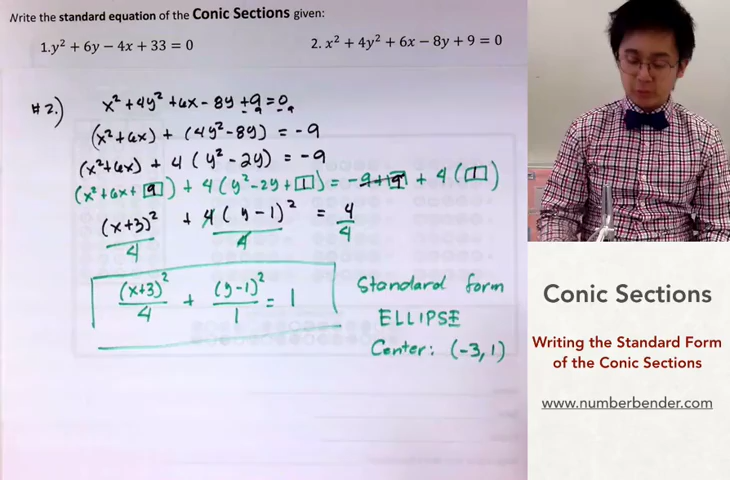 Write the standard equation of the Conic Sections given:
1.y² + 6y − 4x + 33 = 0
2. x² + 4y² + 6x − 8y + 9 = 0
#2.) x² + 4y² + 6x - 8y + 9 = 0
(x² + 6x) + (4y² - 8y) = -9
(x² + 6x) + 4 (y² - 2y) = -9
(x² + 6x + 9) + 4 (y² - 2y + 1) = -9 + 9 + 4 (1)
(x+3)²/4 + 4(y-1)²/4 = 4/4
(x+3)²/4 + (y-1)²/1 = 1
Standard form
ELLIPSE
Center: (-3, 1)
Conic Sections
Writing the Standard Form
of the Conic Sections
www.numberbender.com